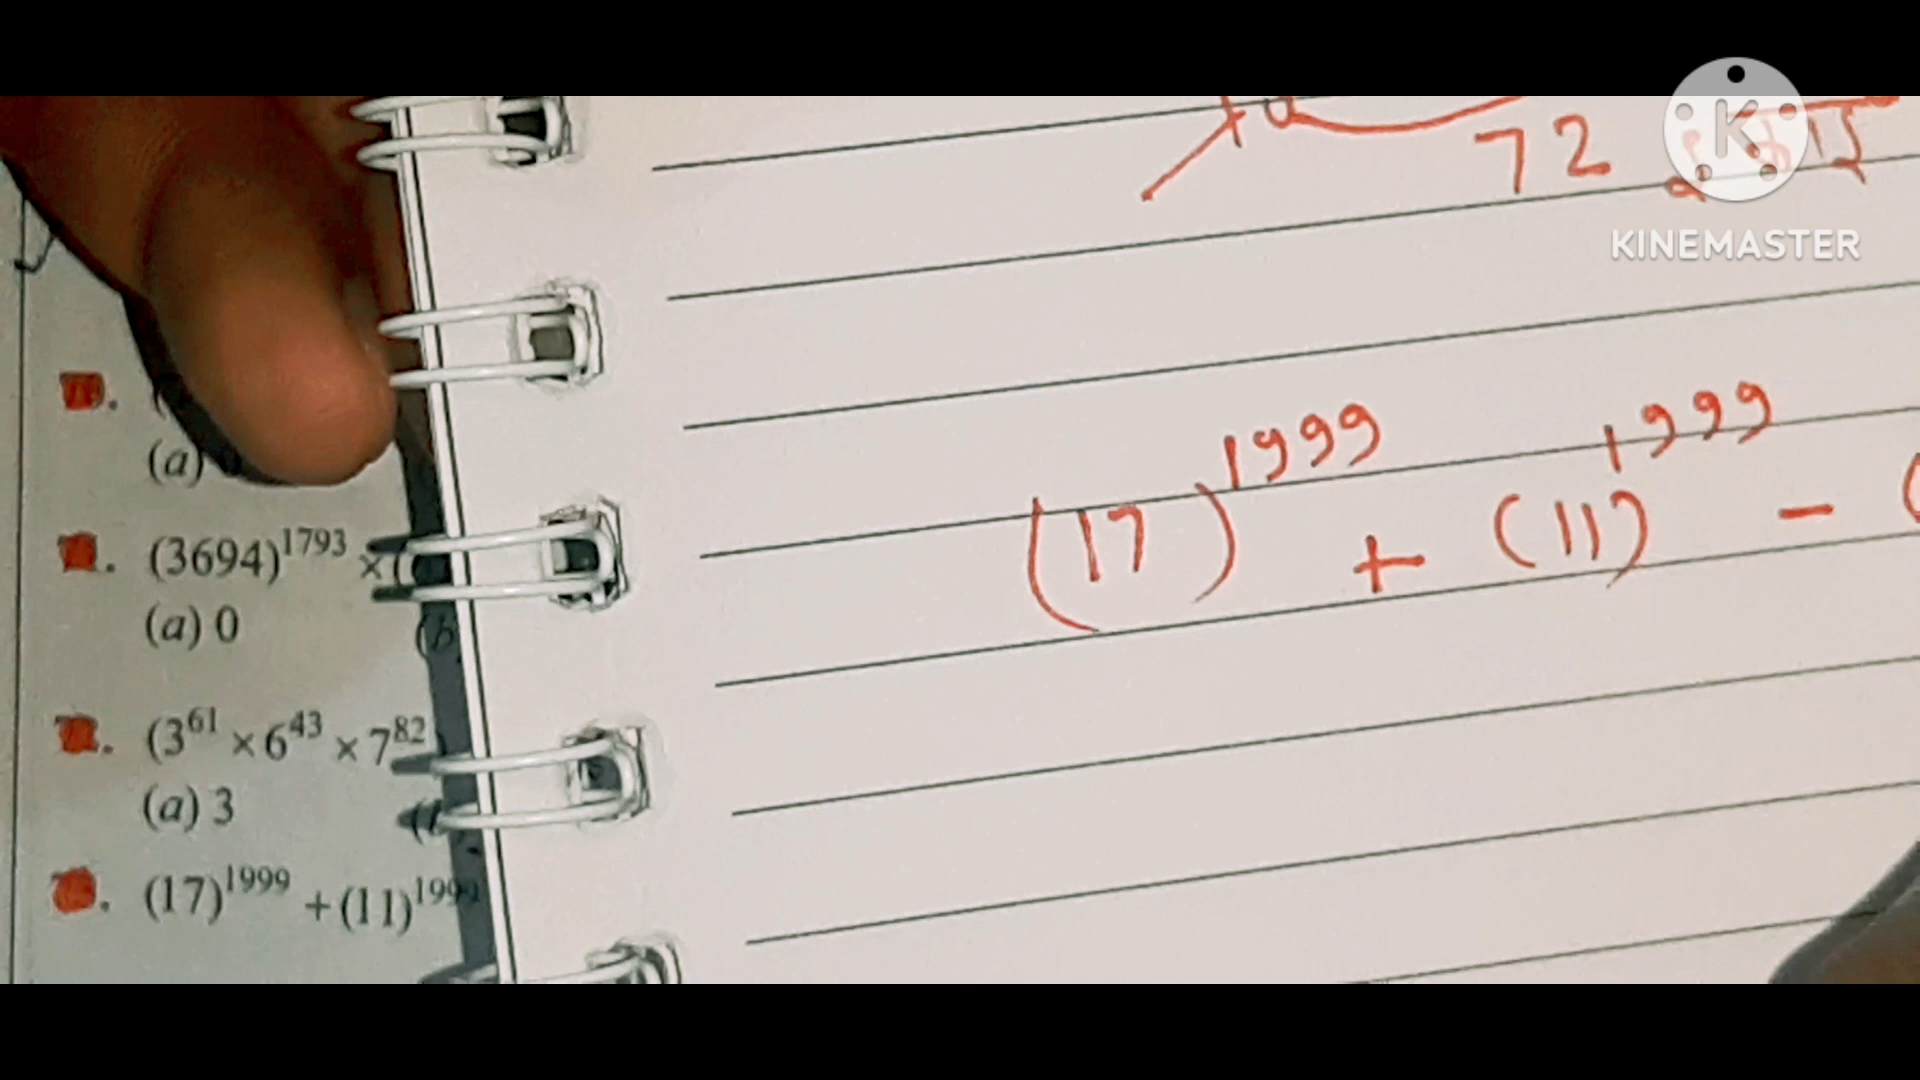 72
KINEMASTER
(17)^1999 + (11)^1999 - (
(a)
(3694)^1793 × (
(a) 0 (b
(3^61 × 6^43 × 7^82
(a) 3
(17)^1999 + (11)^1999